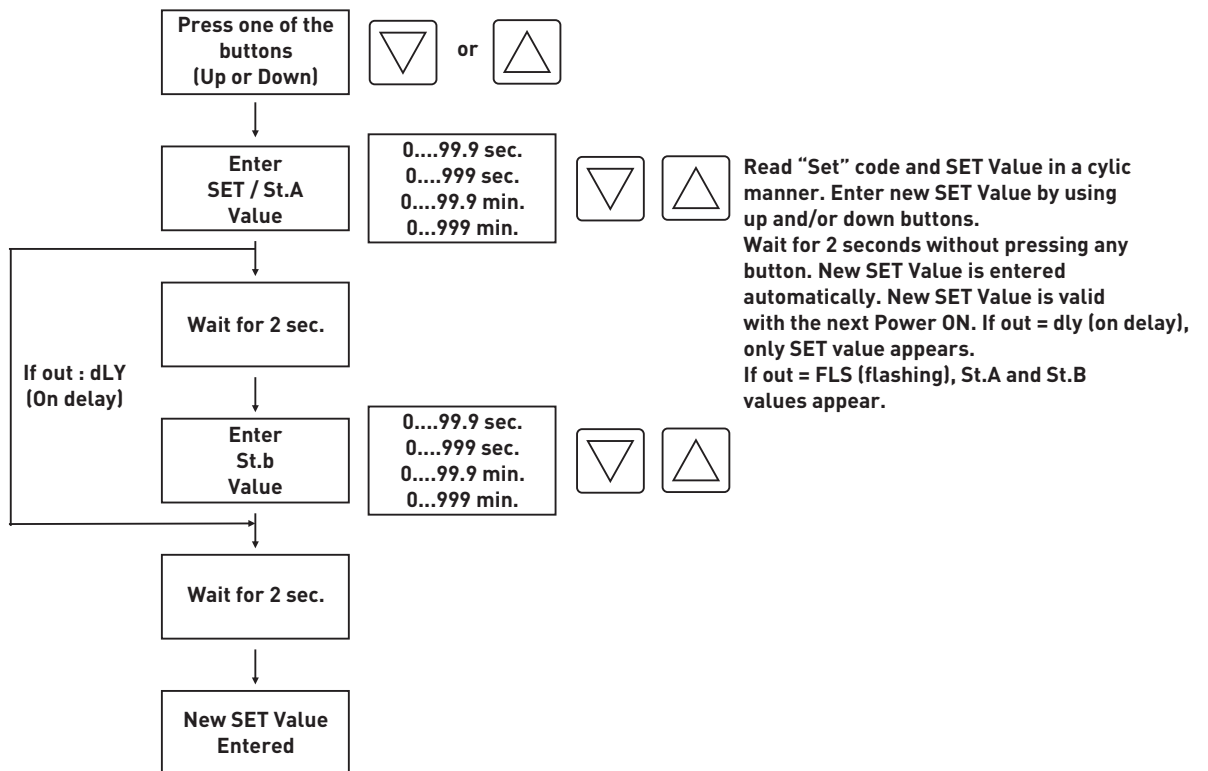 Press one of the
buttons
(Up or Down)
or
Enter
SET / St.A
Value
0....99.9 sec.
0....999 sec.
0....99.9 min.
0...999 min.
Read “Set” code and SET Value in a cylic
manner. Enter new SET Value by using
up and/or down buttons.
Wait for 2 seconds without pressing any
button. New SET Value is entered
automatically. New SET Value is valid
with the next Power ON. If out = dly (on delay),
only SET value appears.
If out = FLS (flashing), St.A and St.B
values appear.
Wait for 2 sec.
If out : dLY
(On delay)
Enter
St.b
Value
0....99.9 sec.
0....999 sec.
0....99.9 min.
0...999 min.
Wait for 2 sec.
New SET Value
Entered